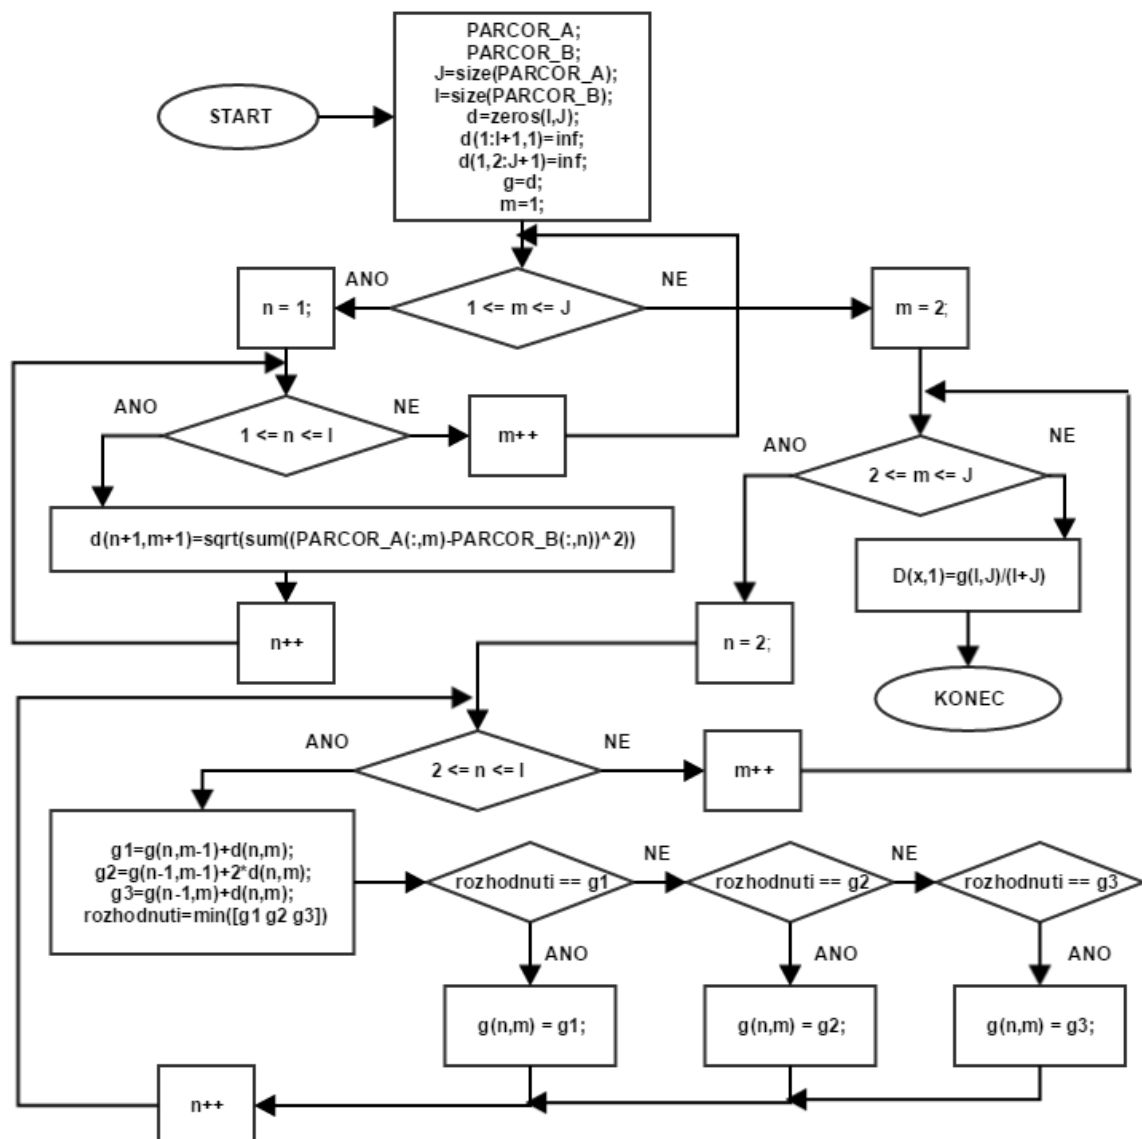 PARCOR_A;
PARCOR_B;
J=size(PARCOR_A);
I=size(PARCOR_B);
d=zeros(I,J);
d(1:I+1,1)=inf;
d(1,2:J+1)=inf;
g=d;
m=1;
START
ANO
NE
n = 1;
1 <= m <= J
m = 2;
ANO
NE
1 <= n <= I
m++
ANO
NE
2 <= m <= J
d(n+1,m+1)=sqrt(sum((PARCOR_A(:,m)-PARCOR_B(:,n))^2))
D(x,1)=g(I,J)/(I+J)
n++
n = 2;
KONEC
ANO
NE
2 <= n <= I
m++
g1=g(n,m-1)+d(n,m);
g2=g(n-1,m-1)+2*d(n,m);
g3=g(n-1,m)+d(n,m);
rozhodnuti=min([g1 g2 g3])
rozhodnuti == g1
NE
rozhodnuti == g2
NE
rozhodnuti == g3
ANO
ANO
ANO
g(n,m) = g1;
g(n,m) = g2;
g(n,m) = g3;
n++